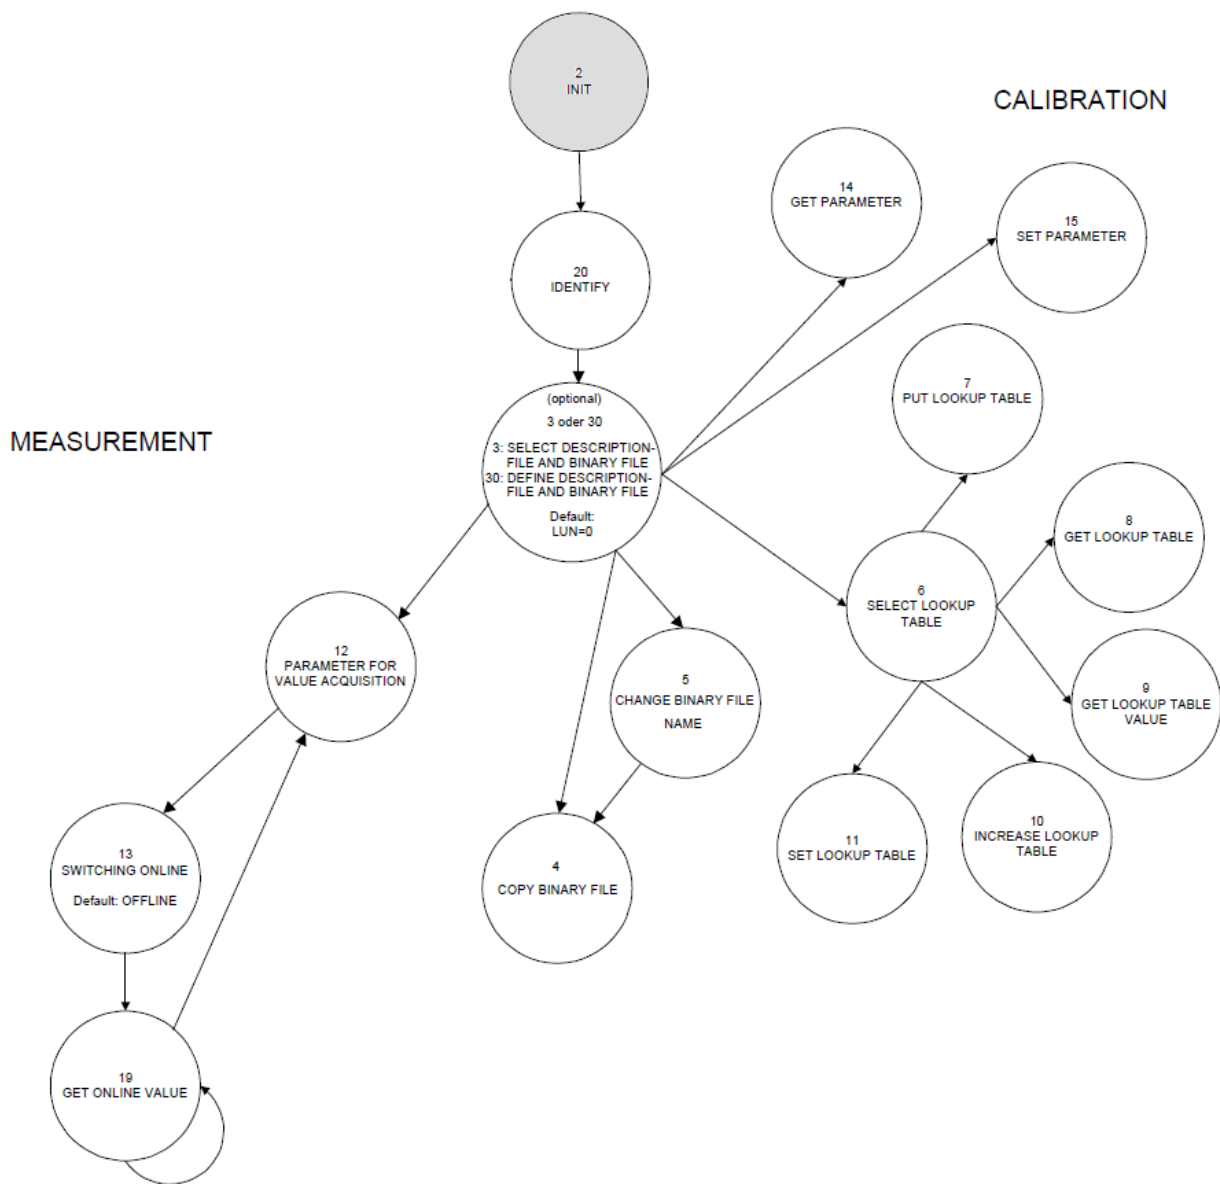 2
INIT
CALIBRATION
14
GET PARAMETER
15
SET PARAMETER
20
IDENTIFY
7
PUT LOOKUP TABLE
(optional)
3 oder 30
3: SELECT DESCRIPTION-
FILE AND BINARY FILE
30: DEFINE DESCRIPTION-
FILE AND BINARY FILE
Default:
LUN=0
MEASUREMENT
8
GET LOOKUP TABLE
6
SELECT LOOKUP
TABLE
12
PARAMETER FOR
VALUE ACQUISITION
5
CHANGE BINARY FILE
NAME
9
GET LOOKUP TABLE
VALUE
13
SWITCHING ONLINE
Default: OFFLINE
4
COPY BINARY FILE
11
SET LOOKUP TABLE
10
INCREASE LOOKUP
TABLE
19
GET ONLINE VALUE